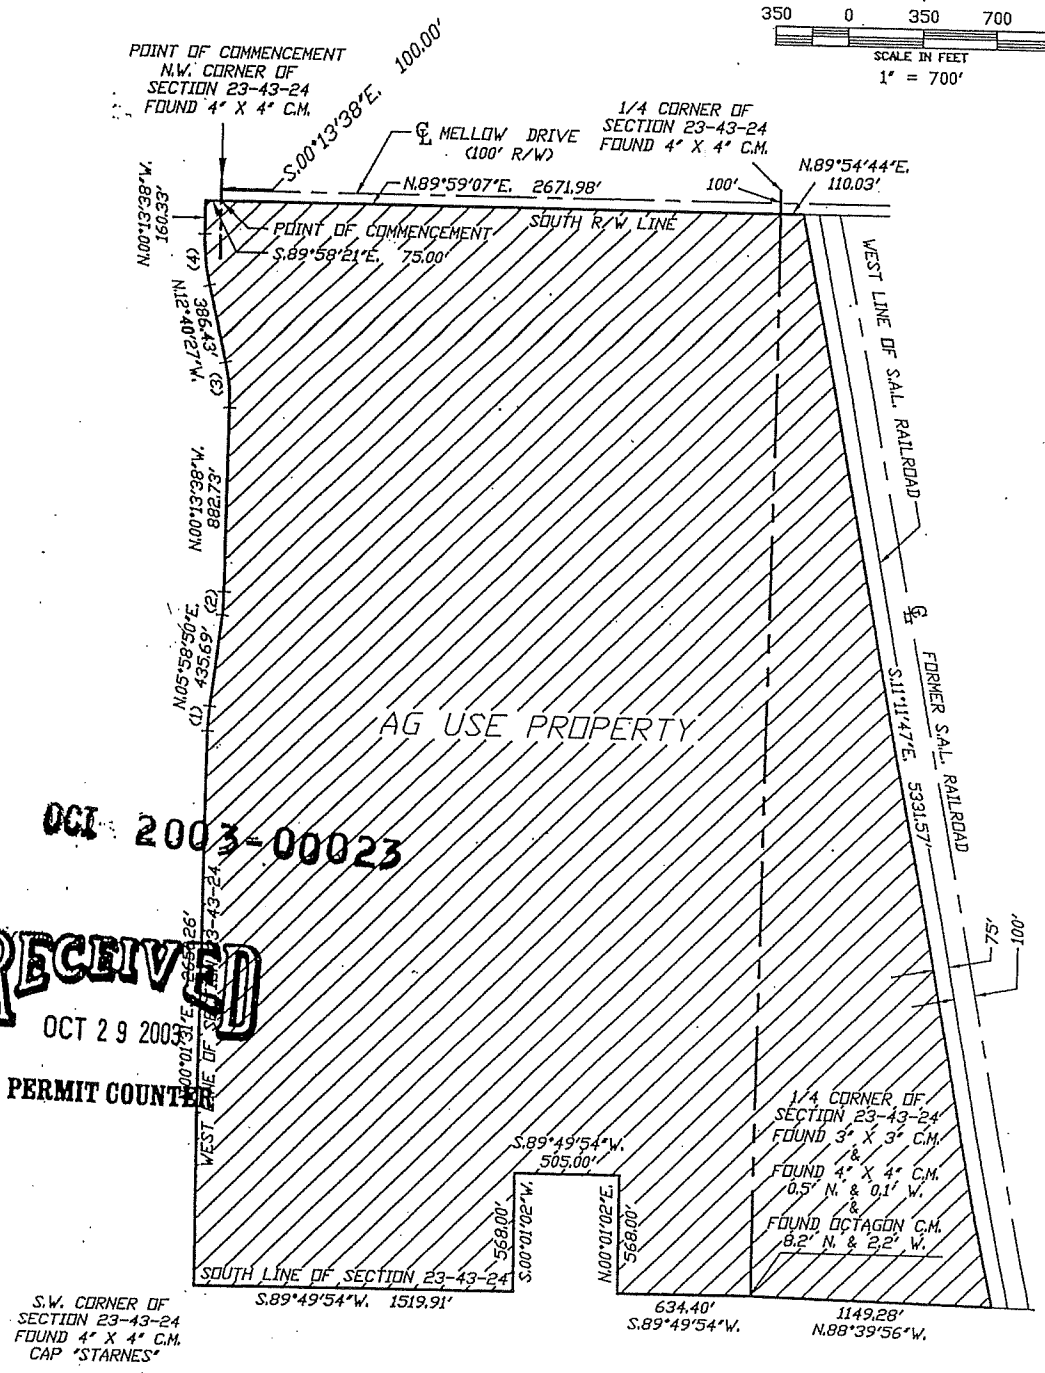 350 0 350 700
SCALE IN FEET
1" = 700'
POINT OF COMMENCEMENT
N.W. CORNER OF
SECTION 23-43-24
FOUND 4" X 4" C.M.
S.00°13'38"E. 100.00'
℄ MELLOW DRIVE
(100' R/W)
1/4 CORNER OF
SECTION 23-43-24
FOUND 4" X 4" C.M.
N.89°54'44"E.
110.03'
N.89°59'07"E. 2671.98'
100'
SOUTH R/W LINE
POINT OF COMMENCEMENT
S.89°58'21"E. 75.00'
N.00°13'38"W.
160.33'
(4)
386.43'
N.12°40'27"W.
(3)
N.00°13'38"W.
882.73'
(2)
N.05°58'50"E.
435.69'
(1)
WEST LINE OF S.A.L. RAILROAD
℄ FORMER S.A.L. RAILROAD
S.11°11'47"E. 5331.57'
AG USE PROPERTY
DCI 2003-00023
RECEIVED
OCT 29 2003
PERMIT COUNTER
WEST LINE OF 23-43-24
75'
100'
1/4 CORNER OF
SECTION 23-43-24
FOUND 3" X 3" C.M.
&
FOUND 4" X 4" C.M.
0.5' N. & 0.1' W.
&
FOUND OCTAGON C.M.
8.2' N. & 2.2' W.
S.89°49'54"W.
505.00'
568.00'
S.00°01'02"W.
N.00°01'02"E.
568.00'
SOUTH LINE OF SECTION 23-43-24
S.89°49'54"W. 1519.91'
634.40'
S.89°49'54"W.
1149.28'
N.88°39'56"W.
S.W. CORNER OF
SECTION 23-43-24
FOUND 4" X 4" C.M.
CAP "STARNES"